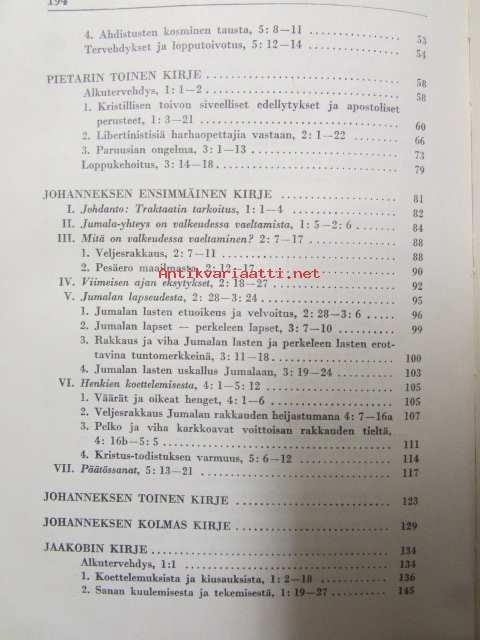 194
4. Ahdistusten kosminen tausta, 5: 8—11 53
Tervehdykset ja lopputoivotus, 5: 12—14 54
PIETARIN TOINEN KIRJE 58
Alkutervehdys, 1: 1—2 58
1. Kristillisen toivon siveelliset edellytykset ja apostoliset
perusteet, 1: 3—21 60
2. Libertinistisiä harhaopettajia vastaan, 2: 1—22 66
3. Paruusian ongelma, 3: 1—13 73
Loppukehoitus, 3: 14—18 79
JOHANNEKSEN ENSIMMÄINEN KIRJE 81
I. Johdanto: Traktaatin tarkoitus, 1: 1—4 82
II. Jumala-yhteys on valkeudessa vaeltamista, 1: 5—2: 6 84
III. Mitä on valkeudessa vaeltaminen? 2: 7—17 88
1. Veljesrakkaus, 2: 7—11 88
2. Pesäero maailmasta, 2: 12—17 90
Antikvariaatti.net
IV. Viimeisen ajan eksytykset, 2: 18—27 92
V. Jumalan lapseudesta, 2: 28—3: 24 95
1. Jumalan lasten etuoikeus ja velvoitus, 2: 28—3: 6 96
2. Jumalan lapset — perkeleen lapset, 3: 7—10 99
3. Rakkaus ja viha Jumalan lasten ja perkeleen lasten erot-
tavina tuntomerkkeinä, 3: 11—18 100
4. Jumalan lasten uskallus Jumalaan, 3: 19—24 103
VI. Henkien koettelemisesta, 4: 1—5: 12 105
1. Väärät ja oikeat henget, 4: 1—6 105
2. Veljesrakkaus Jumalan rakkauden heijastumana 4: 7—16a 107
3. Pelko ja viha karkkoavat voittoisan rakkauden tieltä,
4: 16b—5: 5 111
4. Kristus-todistuksen varmuus, 5: 6—12 114
VII. Päätössanat, 5: 13—21 117
JOHANNEKSEN TOINEN KIRJE 123
JOHANNEKSEN KOLMAS KIRJE 129
JAAKOBIN KIRJE 134
Alkutervehdys, 1:1 134
1. Koettelemuksista ja kiusauksista, 1: 2—18 136
2. Sanan kuulemisesta ja tekemisestä, 1: 19—27 145